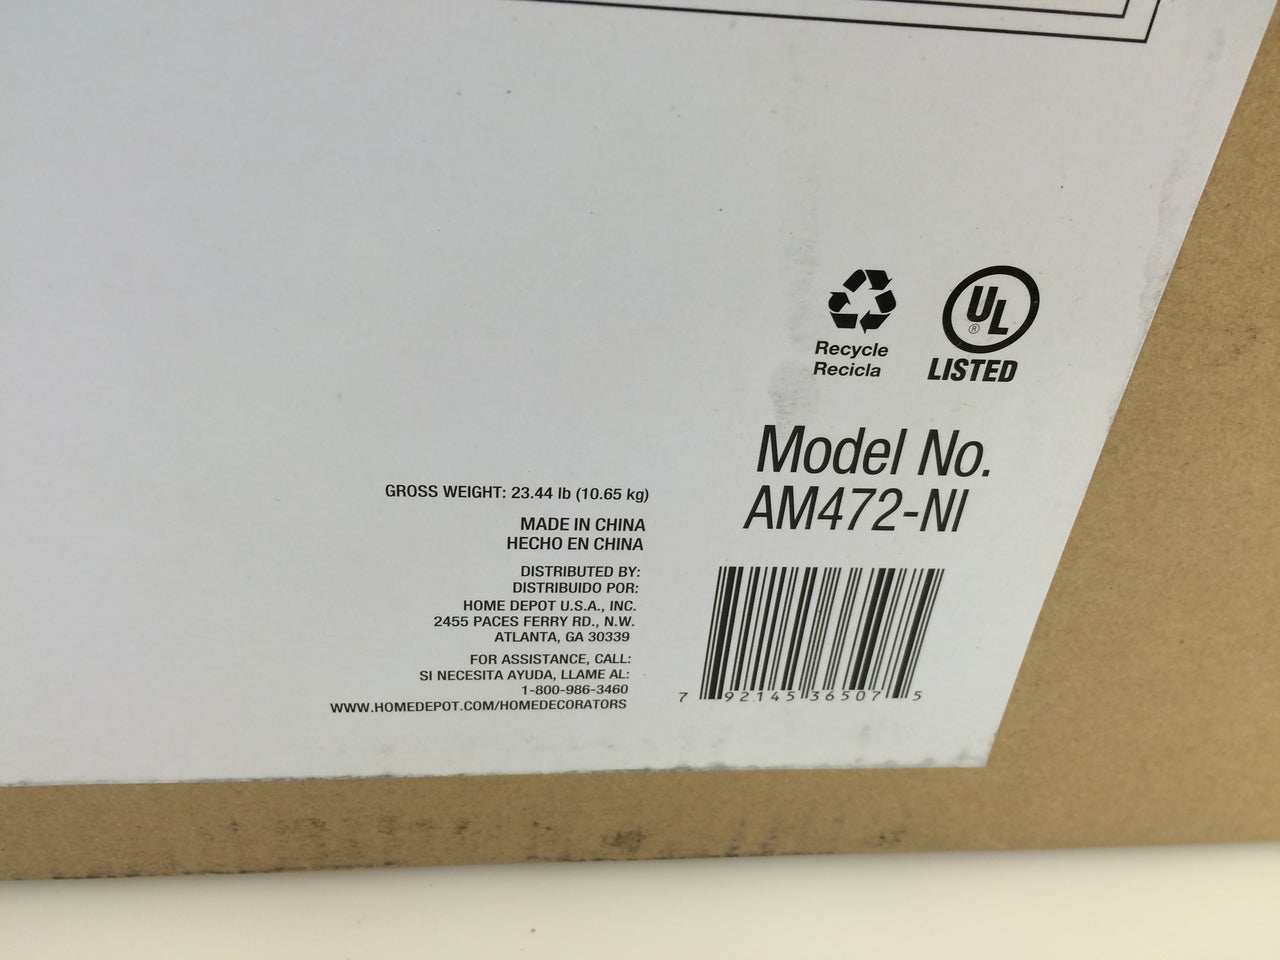 Recycle
Recicla
UL
®
LISTED
Model No.
AM472-NI
GROSS WEIGHT: 23.44 lb (10.65 kg)
MADE IN CHINA
HECHO EN CHINA
DISTRIBUTED BY:
DISTRIBUIDO POR:
HOME DEPOT U.S.A., INC.
2455 PACES FERRY RD., N.W.
ATLANTA, GA 30339
FOR ASSISTANCE, CALL:
SI NECESITA AYUDA, LLAME AL:
1-800-986-3460
WWW.HOMEDEPOT.COM/HOMEDECORATORS
7 92145 36507 5